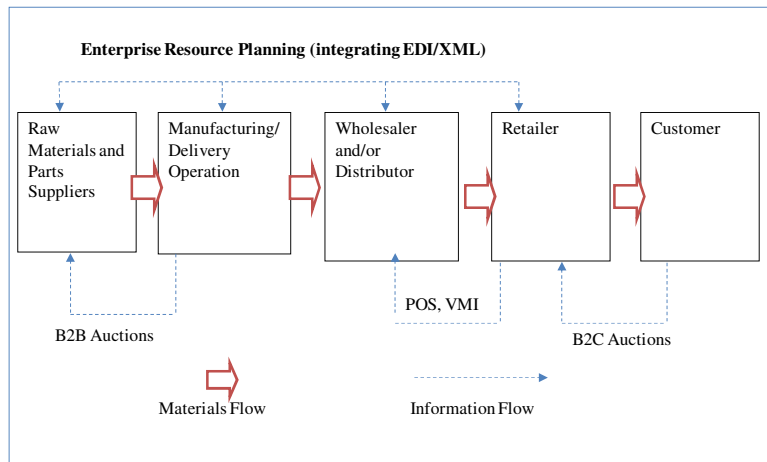 Enterprise Resource Planning (integrating EDI/XML)
Raw
Materials and
Parts
Suppliers
Manufacturing/
Delivery
Operation
Wholesaler
and/or
Distributor
Retailer
Customer
POS, VMI
B2B Auctions
B2C Auctions
Materials Flow
Information Flow